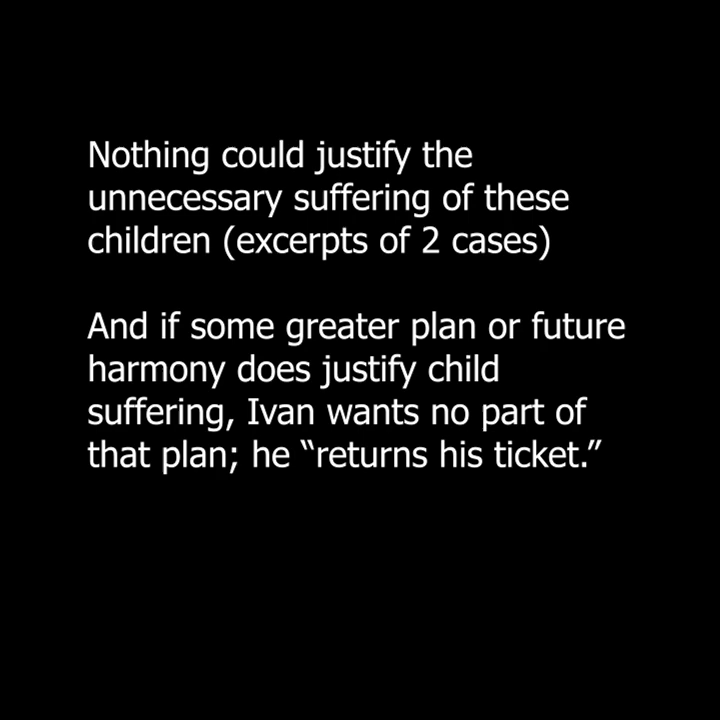 Nothing could justify the
unnecessary suffering of these
children (excerpts of 2 cases)
And if some greater plan or future
harmony does justify child
suffering, Ivan wants no part of
that plan; he “returns his ticket.”